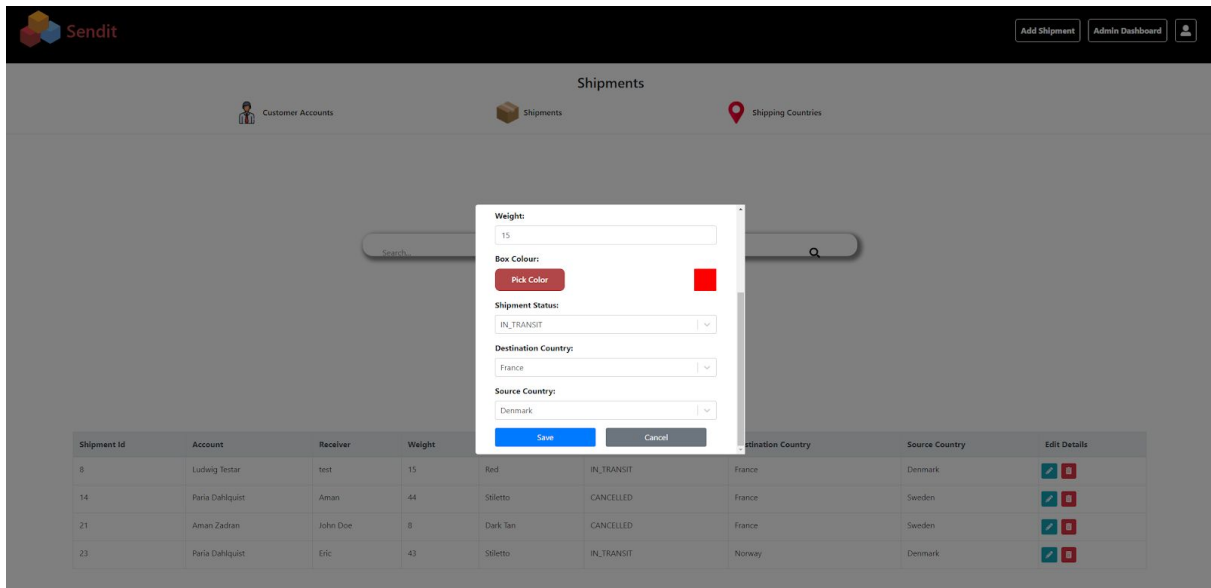 Sendit
Add Shipment Admin Dashboard
Shipments
Customer Accounts Shipments Shipping Countries
Weight:
15
Search...
Box Colour:
Pick Color
Shipment Status:
IN_TRANSIT
Destination Country:
France
Source Country:
Denmark
Save Cancel
Shipment Id Account Receiver Weight stination Country Source Country Edit Details
8 Ludwig Testar test 15 Red IN_TRANSIT France Denmark
14 Paria Dahlquist Aman 44 Stiletto CANCELLED France Sweden
21 Aman Zadran John Doe 8 Dark Tan CANCELLED France Sweden
23 Paria Dahlquist Eric 43 Stiletto IN_TRANSIT Norway Denmark